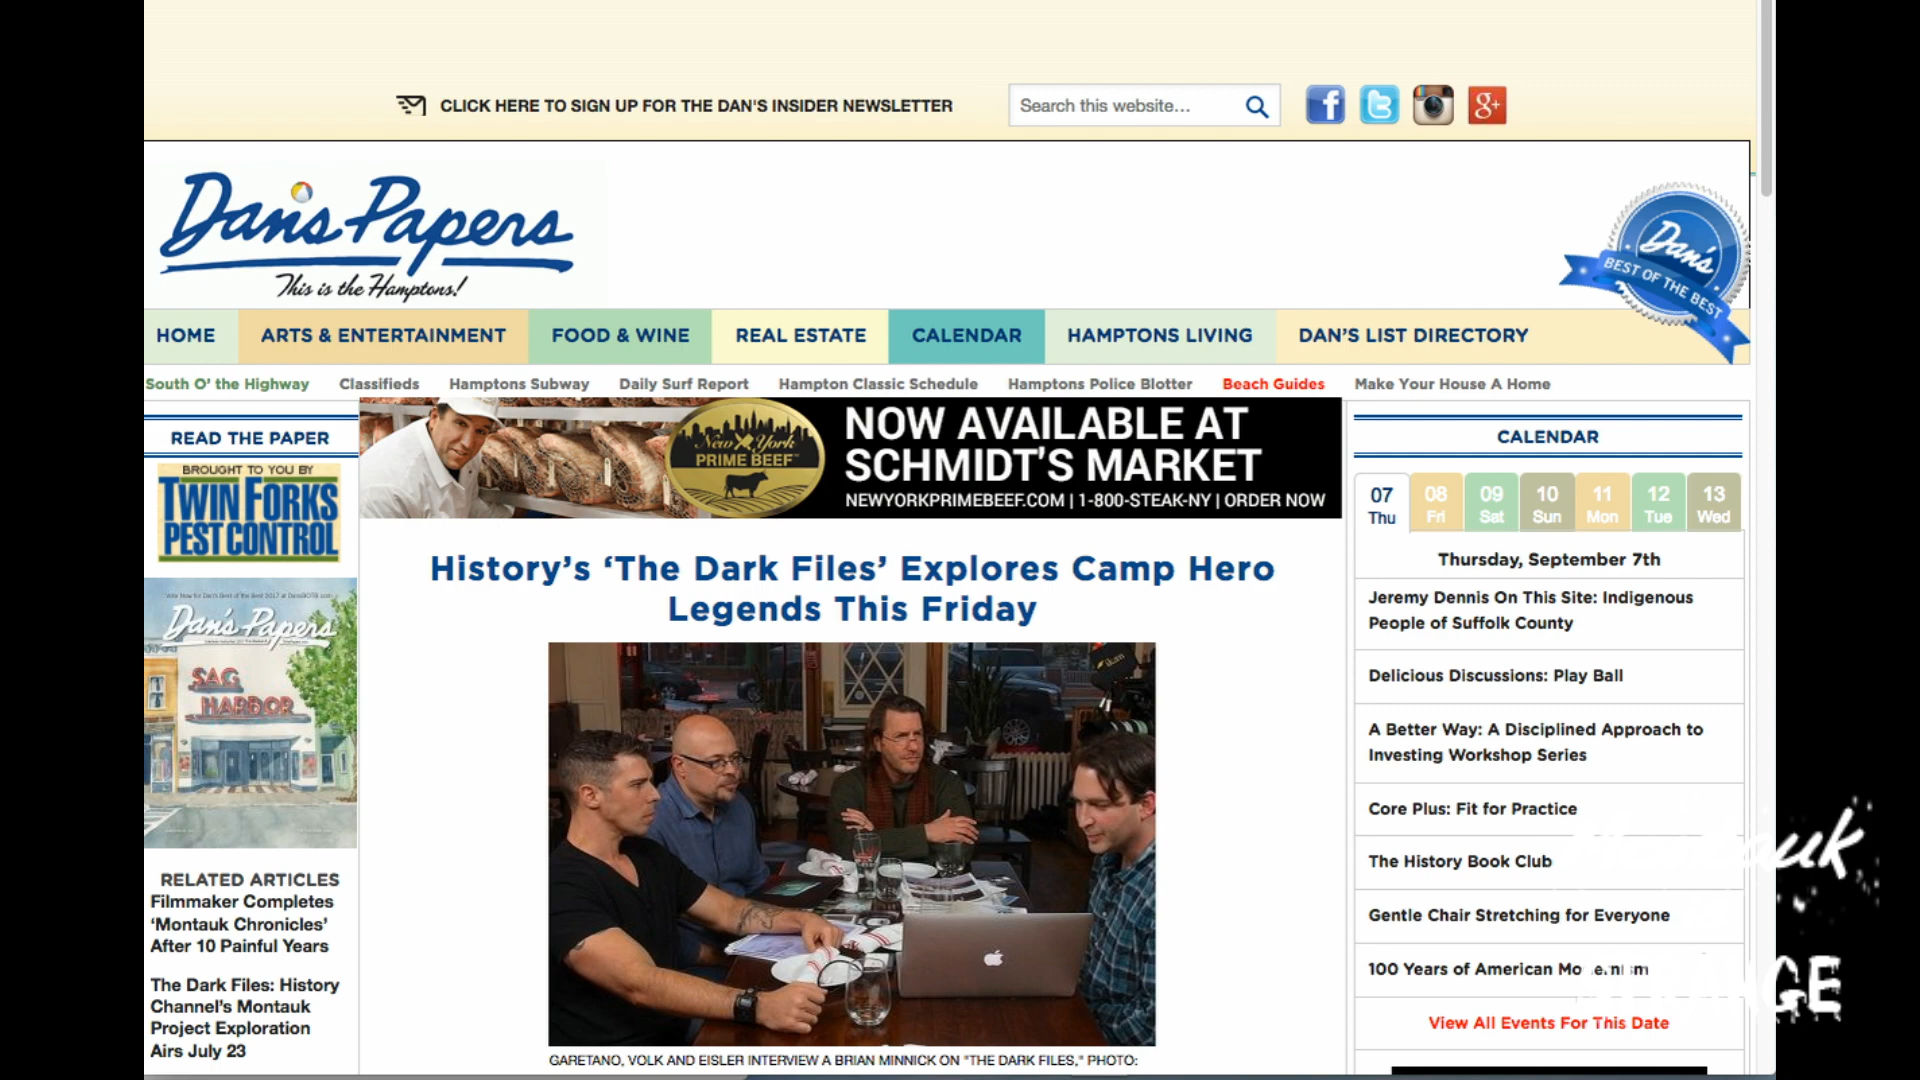 CLICK HERE TO SIGN UP FOR THE DAN'S INSIDER NEWSLETTER
Search this website...
Dan's Papers
This is the Hamptons!
Dan's
BEST OF THE BEST
HOME
ARTS & ENTERTAINMENT
FOOD & WINE
REAL ESTATE
CALENDAR
HAMPTONS LIVING
DAN'S LIST DIRECTORY
South O' the Highway
Classifieds
Hamptons Subway
Daily Surf Report
Hampton Classic Schedule
Hamptons Police Blotter
Beach Guides
Make Your House A Home
READ THE PAPER
BROUGHT TO YOU BY
TWIN FORKS
PEST CONTROL
Dan's Papers
SAG
HARBOR
RELATED ARTICLES
Filmmaker Completes
‘Montauk Chronicles’
After 10 Painful Years
The Dark Files: History
Channel’s Montauk
Project Exploration
Airs July 23
New York
PRIME BEEF
NOW AVAILABLE AT
SCHMIDT'S MARKET
NEWYORKPRIMEBEEF.COM | 1-800-STEAK-NY | ORDER NOW
History’s ‘The Dark Files’ Explores Camp Hero
Legends This Friday
GARETANO, VOLK AND EISLER INTERVIEW A BRIAN MINNICK ON "THE DARK FILES," PHOTO:
CALENDAR
07 Thu
08 Fri
09 Sat
10 Sun
11 Mon
12 Tue
13 Wed
Thursday, September 7th
Jeremy Dennis On This Site: Indigenous
People of Suffolk County
Delicious Discussions: Play Ball
A Better Way: A Disciplined Approach to
Investing Workshop Series
Core Plus: Fit for Practice
The History Book Club
Gentle Chair Stretching for Everyone
100 Years of American Modernism
View All Events For This Date